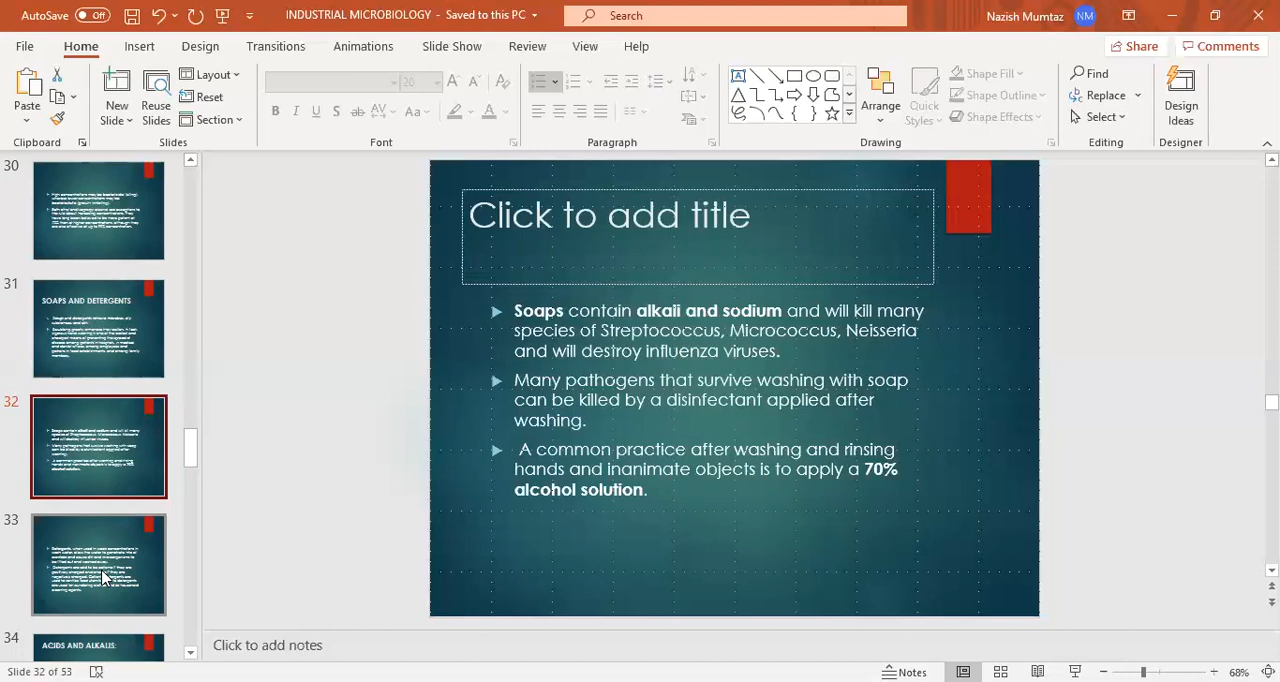 AutoSave Off INDUSTRIAL MICROBIOLOGY - Saved to this PC Search Nazish Mumtaz NM
File Home Insert Design Transitions Animations Slide Show Review View Help Share Comments
Paste New Slide Reuse Slides Layout Reset Section 20 Arrange Quick Styles Shape Fill Shape Outline Shape Effects Find Replace Select Design Ideas
Clipboard Slides Font Paragraph Drawing Editing Designer
30
31
SOAPS AND DETERGENTS
32
33
34
ACIDS AND ALKALIS:
Click to add title
Soaps contain alkali and sodium and will kill many
species of Streptococcus, Micrococcus, Neisseria
and will destroy influenza viruses.
Many pathogens that survive washing with soap
can be killed by a disinfectant applied after
washing.
A common practice after washing and rinsing
hands and inanimate objects is to apply a 70%
alcohol solution.
Click to add notes
Slide 32 of 53 Notes 68%